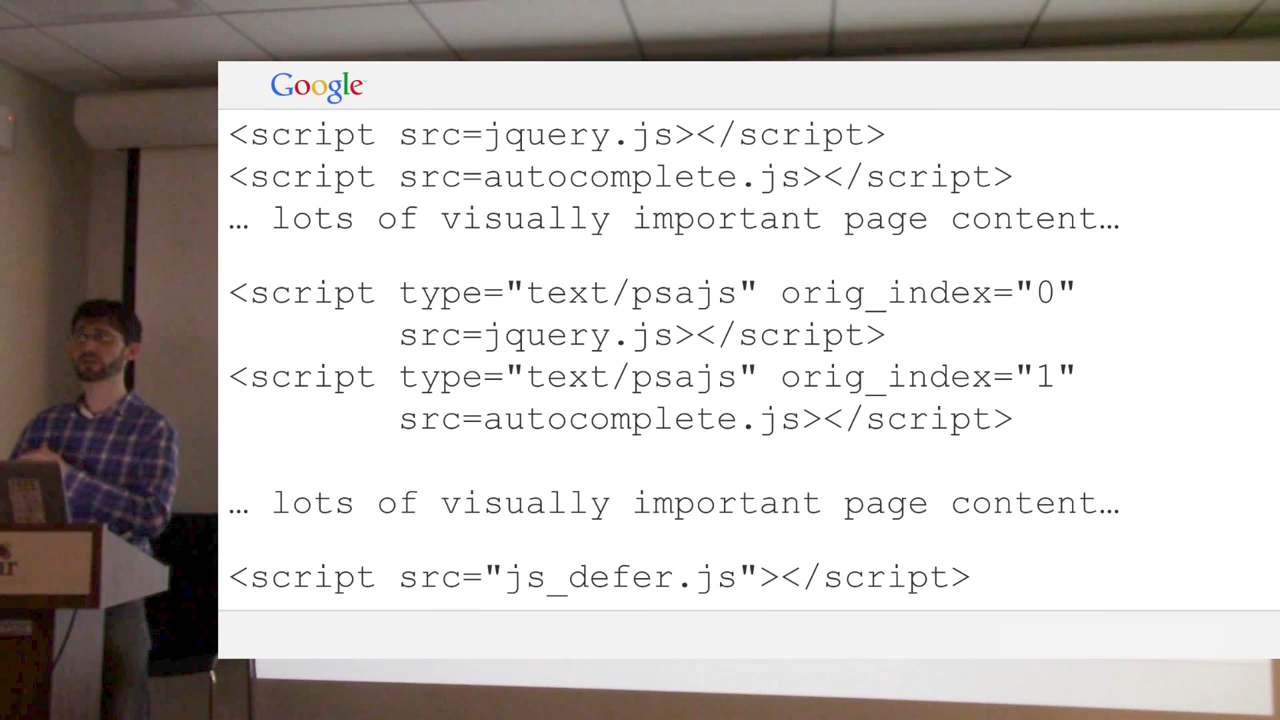 Google
<script src=jquery.js></script>
<script src=autocomplete.js></script>
… lots of visually important page content…
<script type="text/psajs" orig_index="0"
src=jquery.js></script>
<script type="text/psajs" orig_index="1"
src=autocomplete.js></script>
… lots of visually important page content…
<script src="js_defer.js"></script>